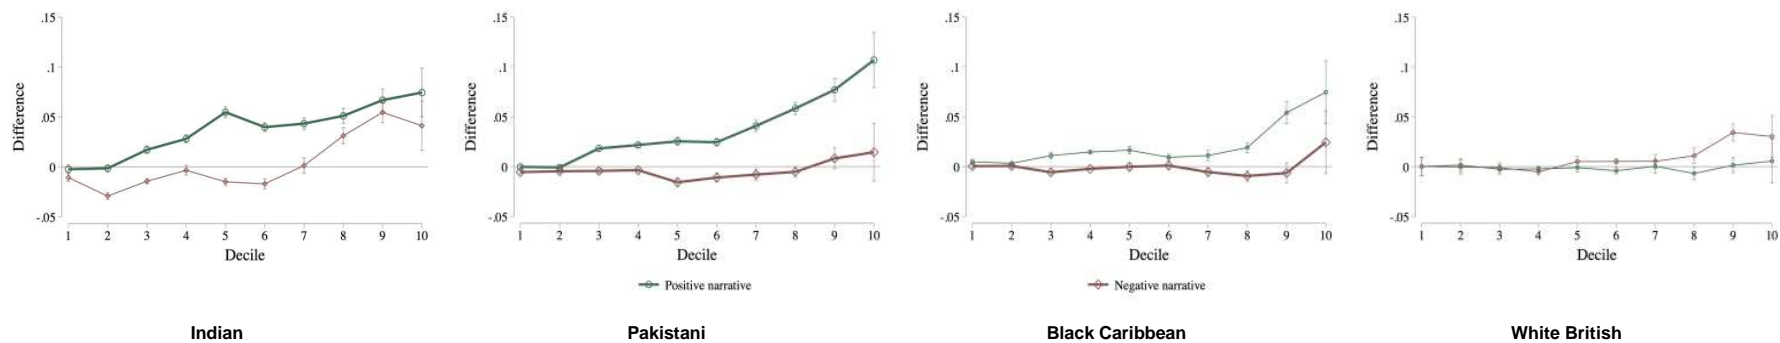 .15
.1
.05
0
-.05
Difference
1 2 3 4 5 6 7 8 9 10
Decile
.15
.1
.05
0
-.05
Difference
1 2 3 4 5 6 7 8 9 10
Decile
.15
.1
.05
0
-.05
Difference
1 2 3 4 5 6 7 8 9 10
Decile
.15
.1
.05
0
-.05
Difference
1 2 3 4 5 6 7 8 9 10
Decile
Positive narrative
Negative narrative
Indian
Pakistani
Black Caribbean
White British